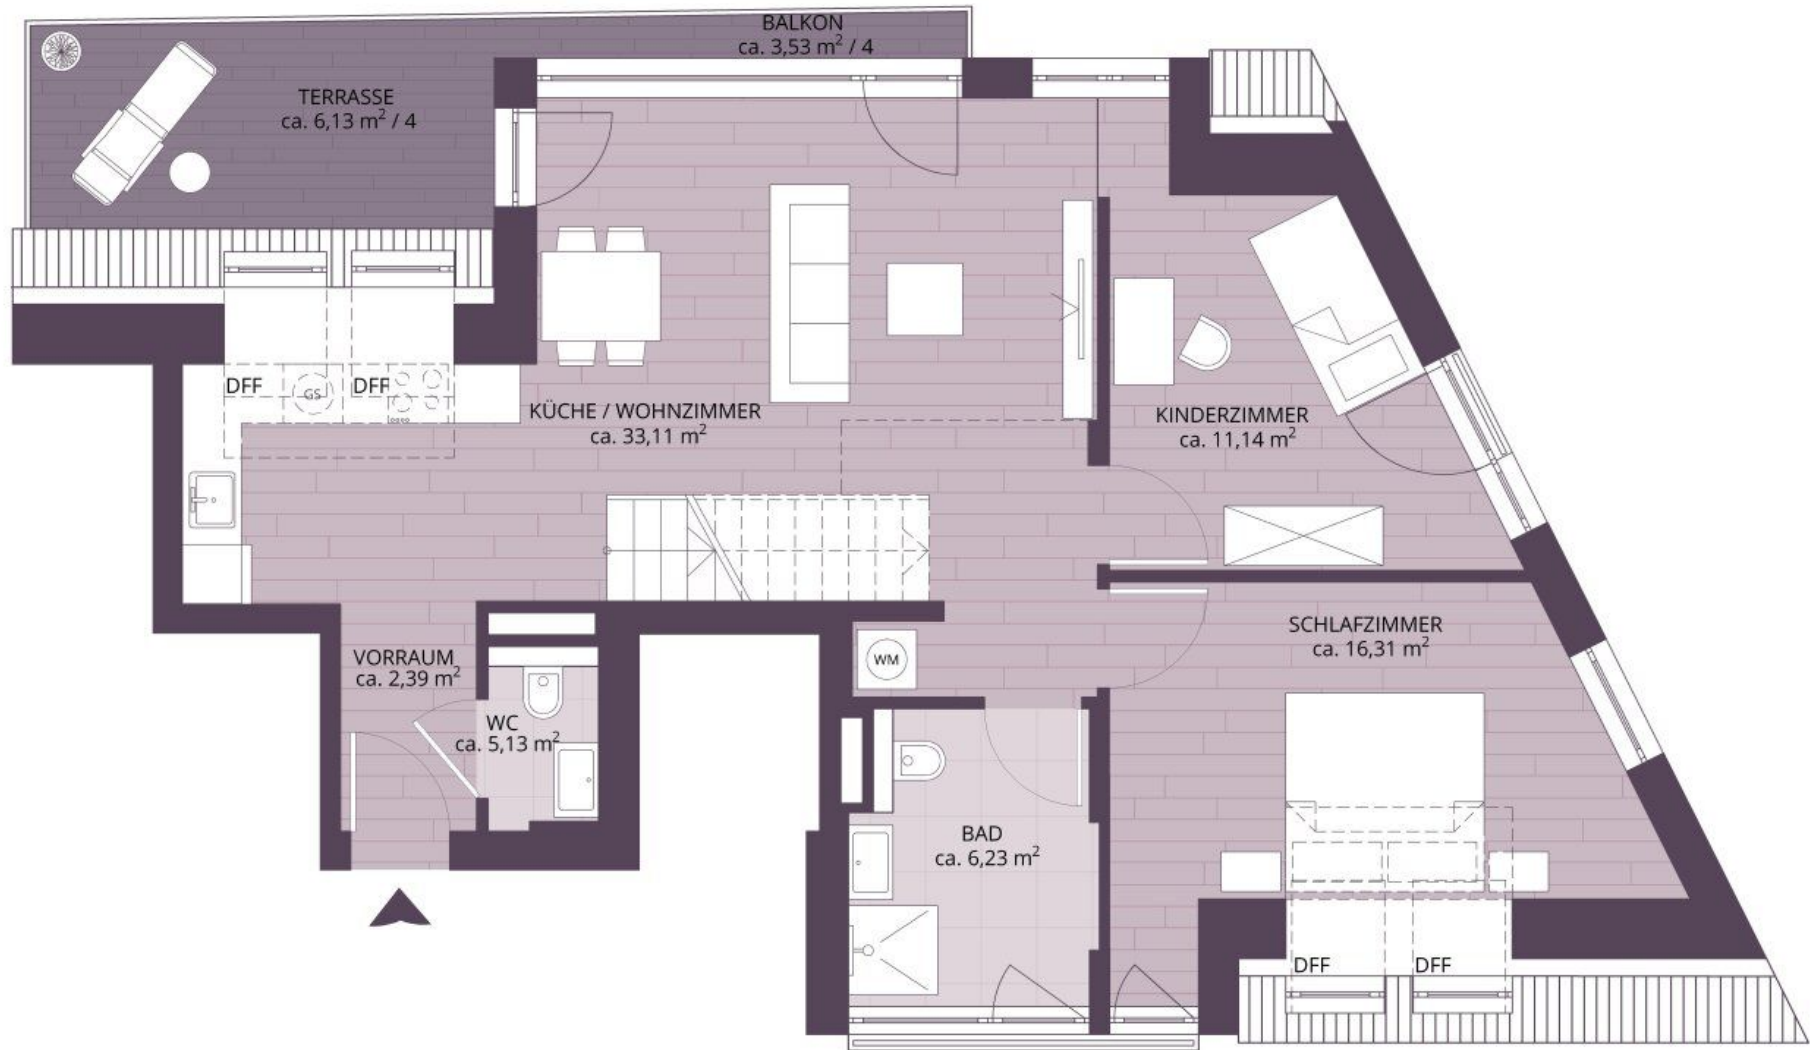 BALKON
ca. 3,53 m² / 4
TERRASSE
ca. 6,13 m² / 4
DFF
GS
DFF
KÜCHE / WOHNZIMMER
ca. 33,11 m²
KINDERZIMMER
ca. 11,14 m²
SCHLAFZIMMER
ca. 16,31 m²
VORRAUM
ca. 2,39 m²
WM
WC
ca. 5,13 m²
BAD
ca. 6,23 m²
DFF
DFF